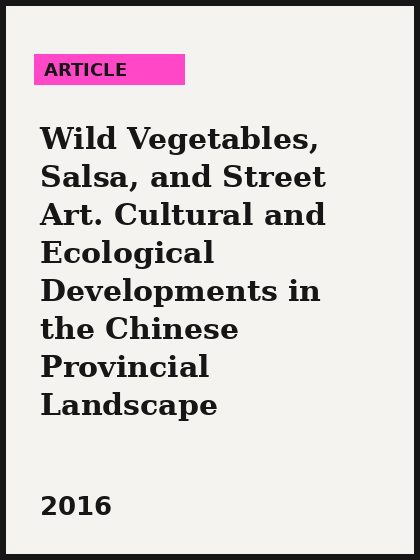 ARTICLE
Wild Vegetables,
Salsa, and Street
Art. Cultural and
Ecological
Developments in
the Chinese
Provincial
Landscape
2016